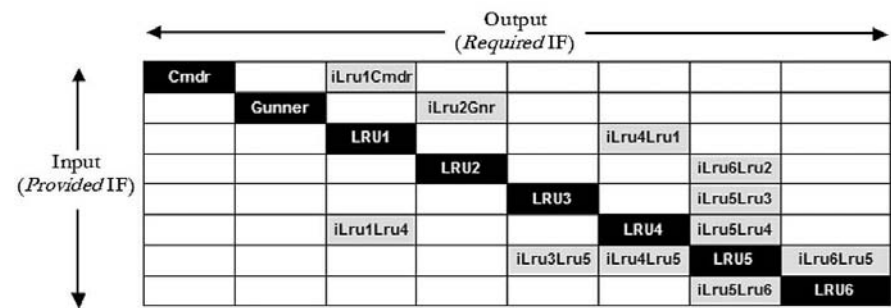 Output
(Required IF)
Cmdr iLru1Cmdr
Gunner iLru2Gnr
LRU1 iLru4Lru1
Input
(Provided IF)
LRU2 iLru6Lru2
LRU3 iLru5Lru3
iLru1Lru4 LRU4 iLru5Lru4
iLru3Lru5 iLru4Lru5 LRU5 iLru6Lru5
iLru5Lru6 LRU6